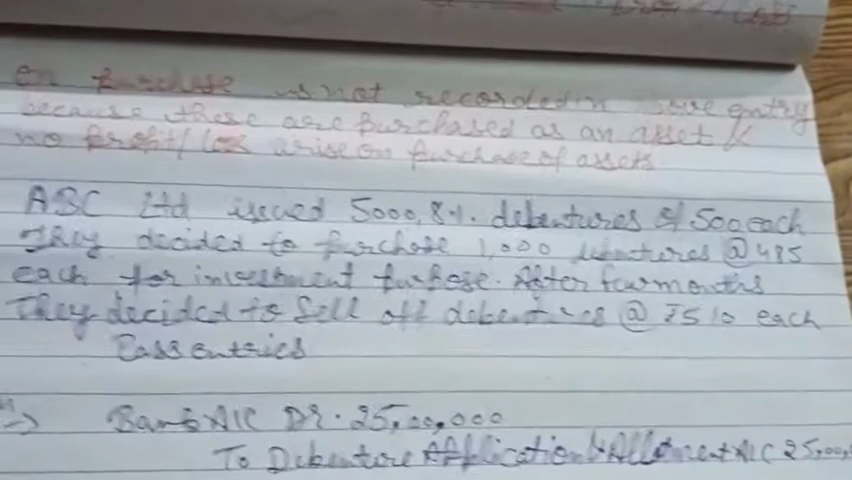 on purchase is not recorded in entry
because these are purchased as an asset &
no profit/loss arise on purchase of assets
ABC Ltd issued 5000, 8%. debentures of 500 each
They decided to purchase 1,000 debentures @ 485
each for investment purpose. After four months
They decided to sell off debentures @ ₹510 each
Pass entries
=> Bank A/C Dr. 25,00,000
To Debenture Application & Allotment A/C 25,00,